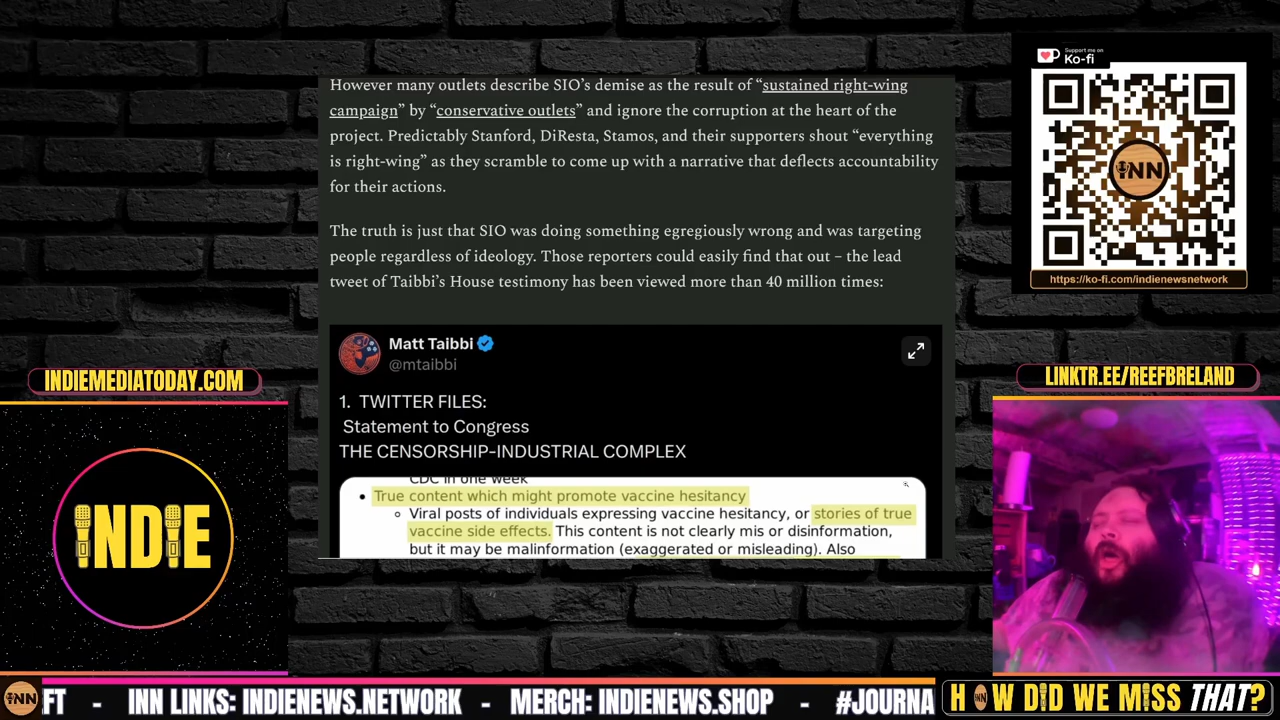 However many outlets describe SIO’s demise as the result of “sustained right-wing
campaign” by “conservative outlets” and ignore the corruption at the heart of the
project. Predictably Stanford, DiResta, Stamos, and their supporters shout “everything
is right-wing” as they scramble to come up with a narrative that deflects accountability
for their actions.
The truth is just that SIO was doing something egregiously wrong and was targeting
people regardless of ideology. Those reporters could easily find that out – the lead
tweet of Taibbi’s House testimony has been viewed more than 40 million times:
Matt Taibbi
@mtaibbi
1. TWITTER FILES:
Statement to Congress
THE CENSORSHIP-INDUSTRIAL COMPLEX
CDC in one week
• True content which might promote vaccine hesitancy
○ Viral posts of individuals expressing vaccine hesitancy, or stories of true
vaccine side effects. This content is not clearly mis or disinformation,
but it may be malinformation (exaggerated or misleading). Also
Support me on
Ko-fi
iNN
https://ko-fi.com/indienewsnetwork
INDIEMEDIATODAY.COM
INDIE
LINKTR.EE/REEFBRELAND
INN
FT - INN LINKS: INDIENEWS.NETWORK - MERCH: INDIENEWS.SHOP - #JOURNA
HOW DID WE MISS THAT?